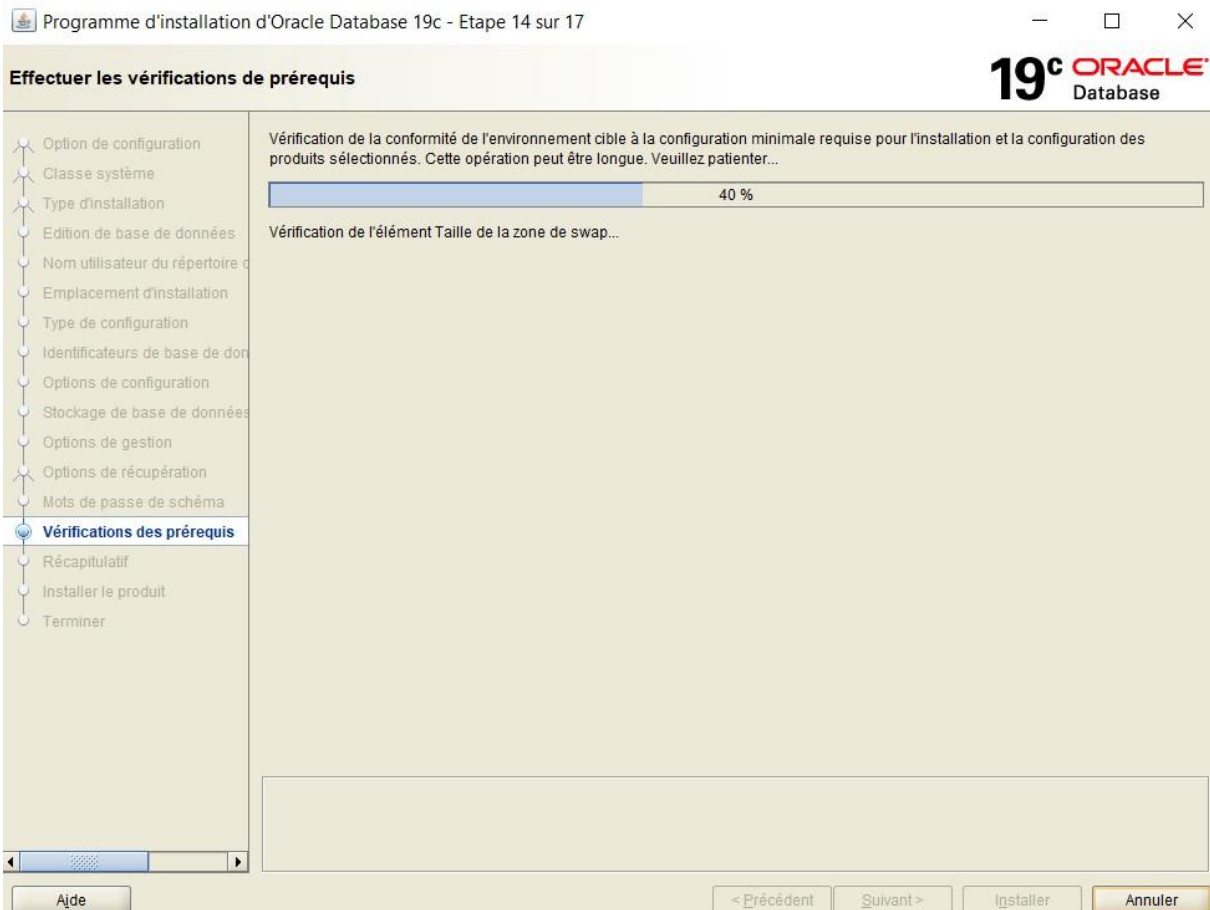 Programme d'installation d'Oracle Database 19c - Etape 14 sur 17
Effectuer les vérifications de prérequis
19c ORACLE
Database
Option de configuration
Classe système
Type d'installation
Edition de base de données
Nom utilisateur du répertoire
Emplacement d'installation
Type de configuration
Identificateurs de base de don
Options de configuration
Stockage de base de données
Options de gestion
Options de récupération
Mots de passe de schéma
Vérifications des prérequis
Récapitulatif
Installer le produit
Terminer
Vérification de la conformité de l'environnement cible à la configuration minimale requise pour l'installation et la configuration des
produits sélectionnés. Cette opération peut être longue. Veuillez patienter...
40 %
Vérification de l'élément Taille de la zone de swap...
Aide
< Précédent
Suivant >
Installer
Annuler